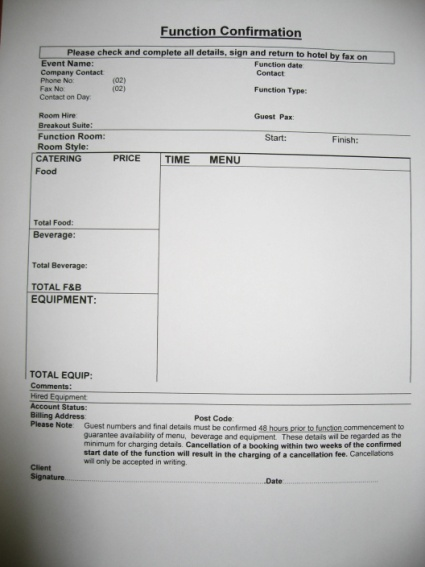 Function Confirmation
Please check and complete all details, sign and return to hotel by fax on
Event Name: Function date:
Company Contact: Contact:
Phone No: (02)
Fax No: (02) Function Type:
Contact on Day:
Room Hire: Guest Pax:
Breakout Suite:
Function Room: Start: Finish:
Room Style:
CATERING PRICE TIME MENU
Food
Total Food:
Beverage:
Total Beverage:
TOTAL F&B
EQUIPMENT:
TOTAL EQUIP:
Comments:
Hired Equipment:
Account Status:
Billing Address: Post Code:
Please Note: Guest numbers and final details must be confirmed 48 hours prior to function commencement to
guarantee availability of menu, beverage and equipment. These details will be regarded as the
minimum for charging details. Cancellation of a booking within two weeks of the confirmed
start date of the function will result in the charging of a cancellation fee. Cancellations
will only be accepted in writing.
Client
Signature Date